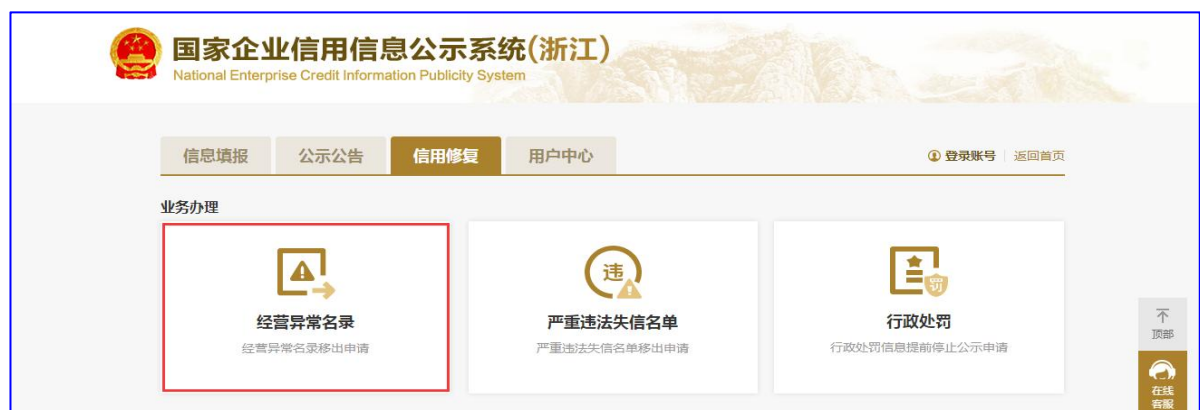 国家企业信用信息公示系统(浙江)
National Enterprise Credit Information Publicity System
信息填报 公示公告 信用修复 用户中心 登录账号 返回首页
业务办理
违 罚
经营异常名录 严重违法失信名单 行政处罚
经营异常名录移出申请 严重违法失信名单移出申请 行政处罚信息提前停止公示申请
顶部
在线
客服